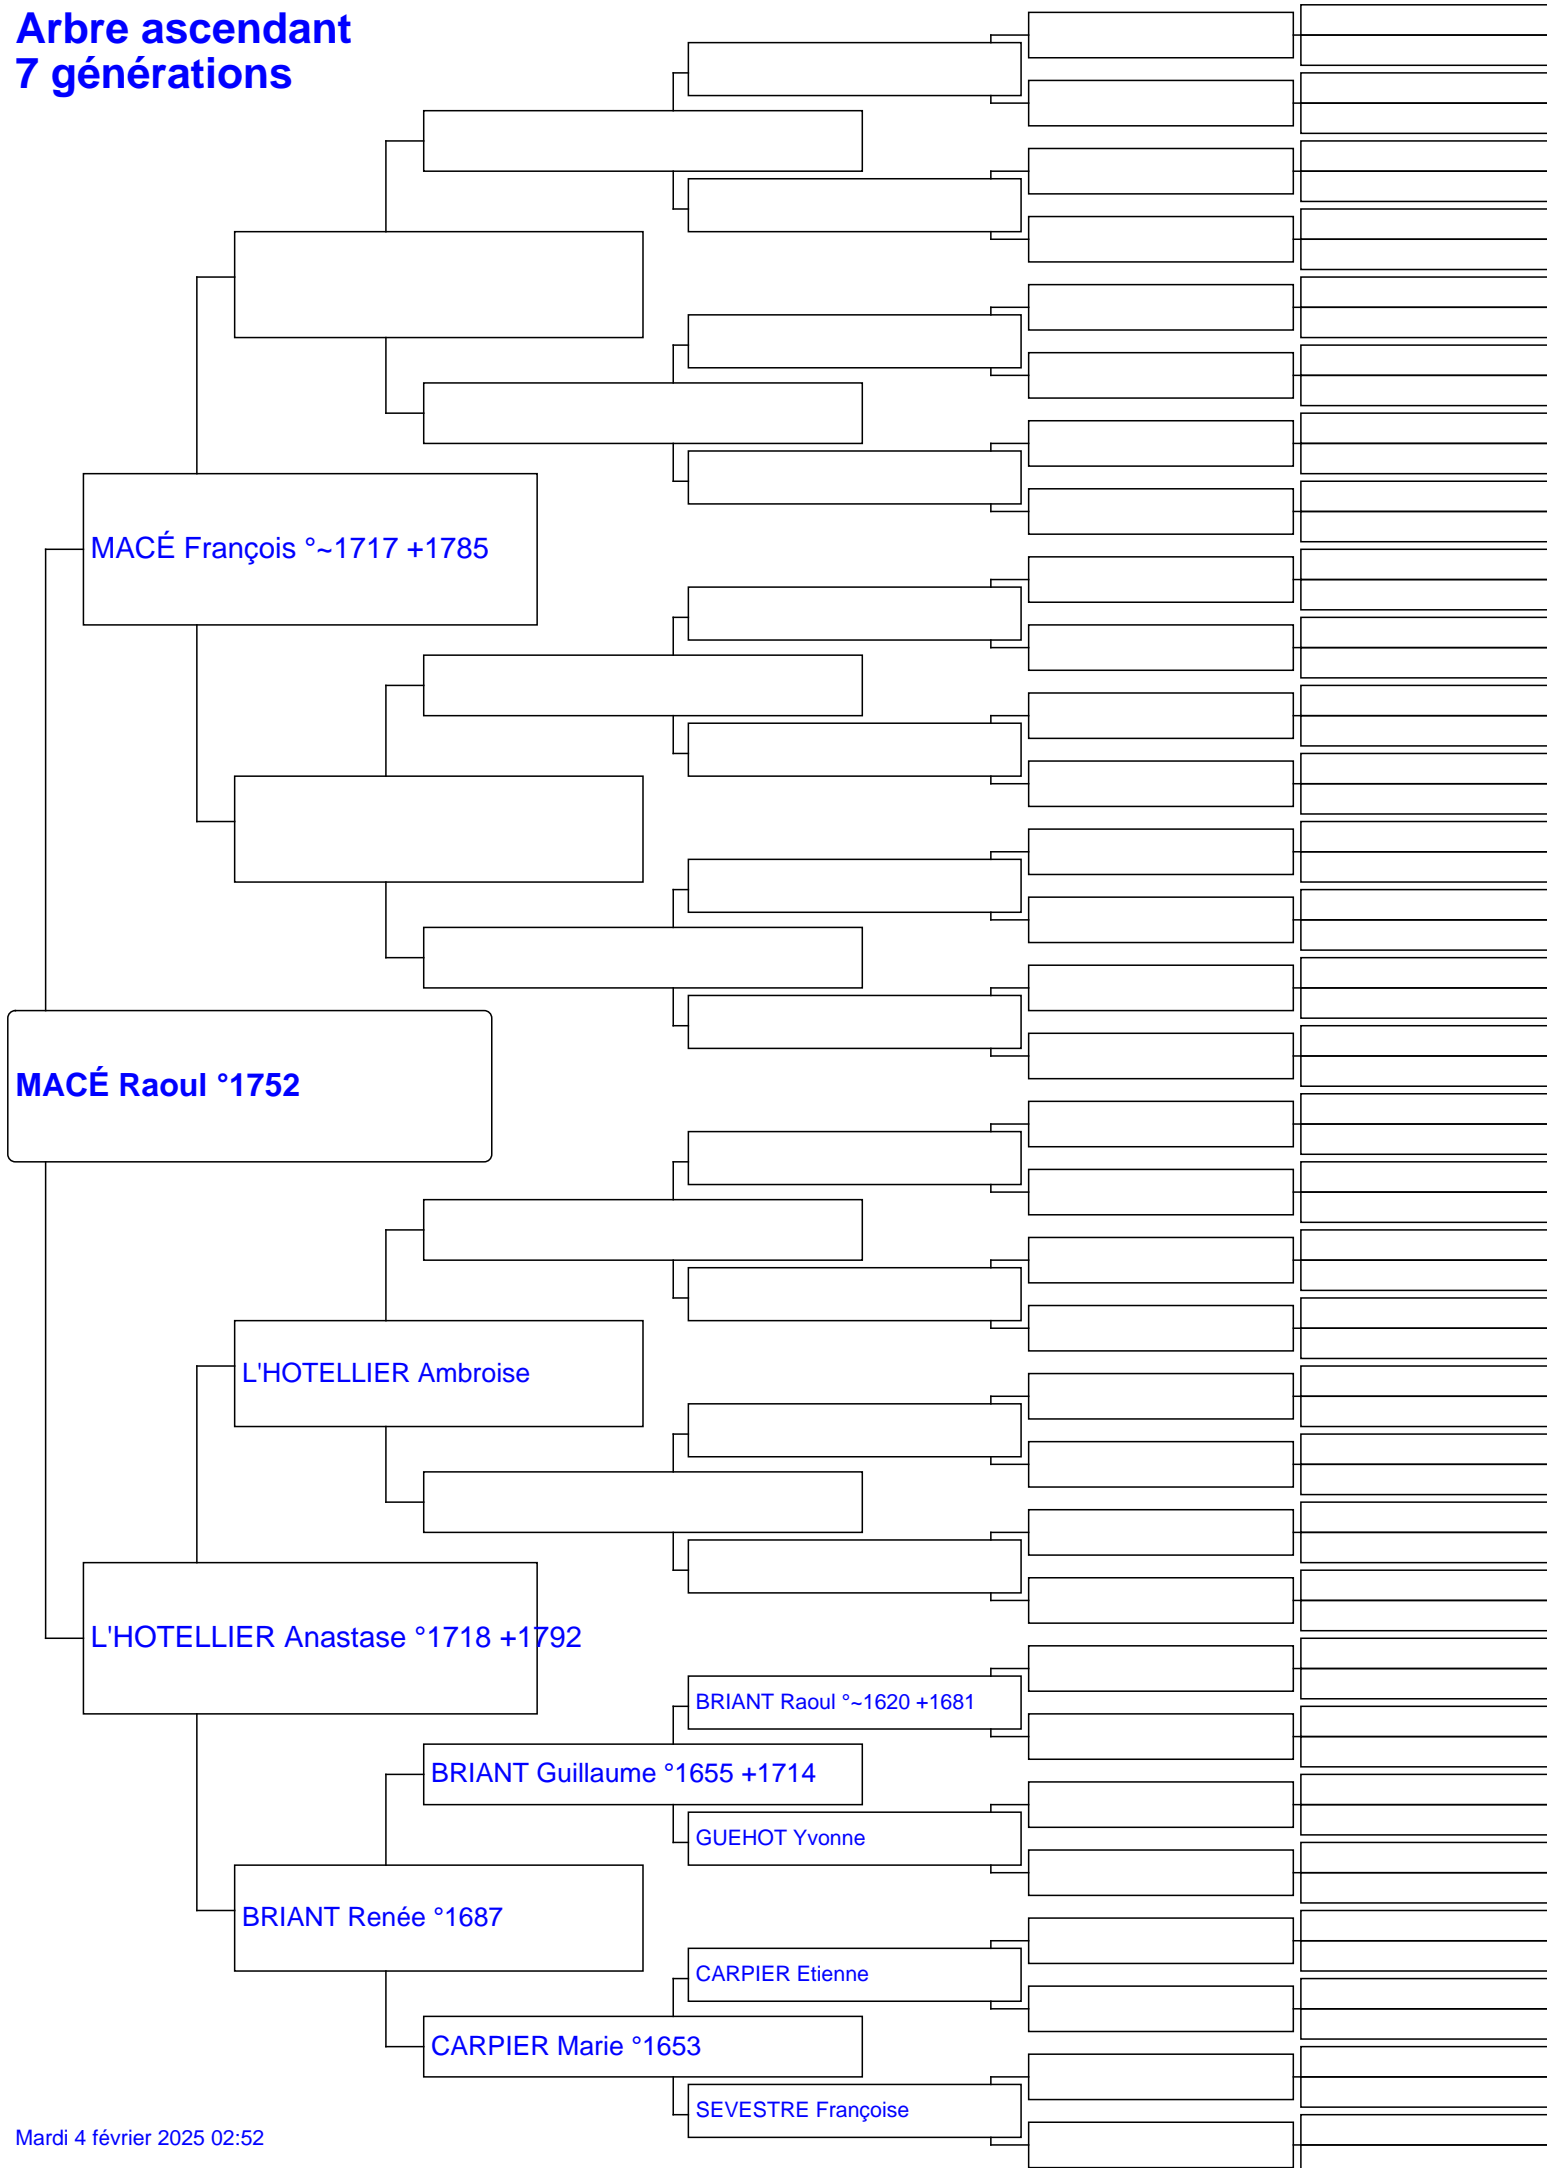 Arbre ascendant
7 générations
MACÉ François °~1717 +1785
MACÉ Raoul °1752
L'HOTELLIER Ambroise
L'HOTELLIER Anastase °1718 +1792
BRIANT Raoul °~1620 +1681
BRIANT Guillaume °1655 +1714
GUEHOT Yvonne
BRIANT Renée °1687
CARPIER Etienne
CARPIER Marie °1653
SEVESTRE Françoise
Mardi 4 février 2025 02:52